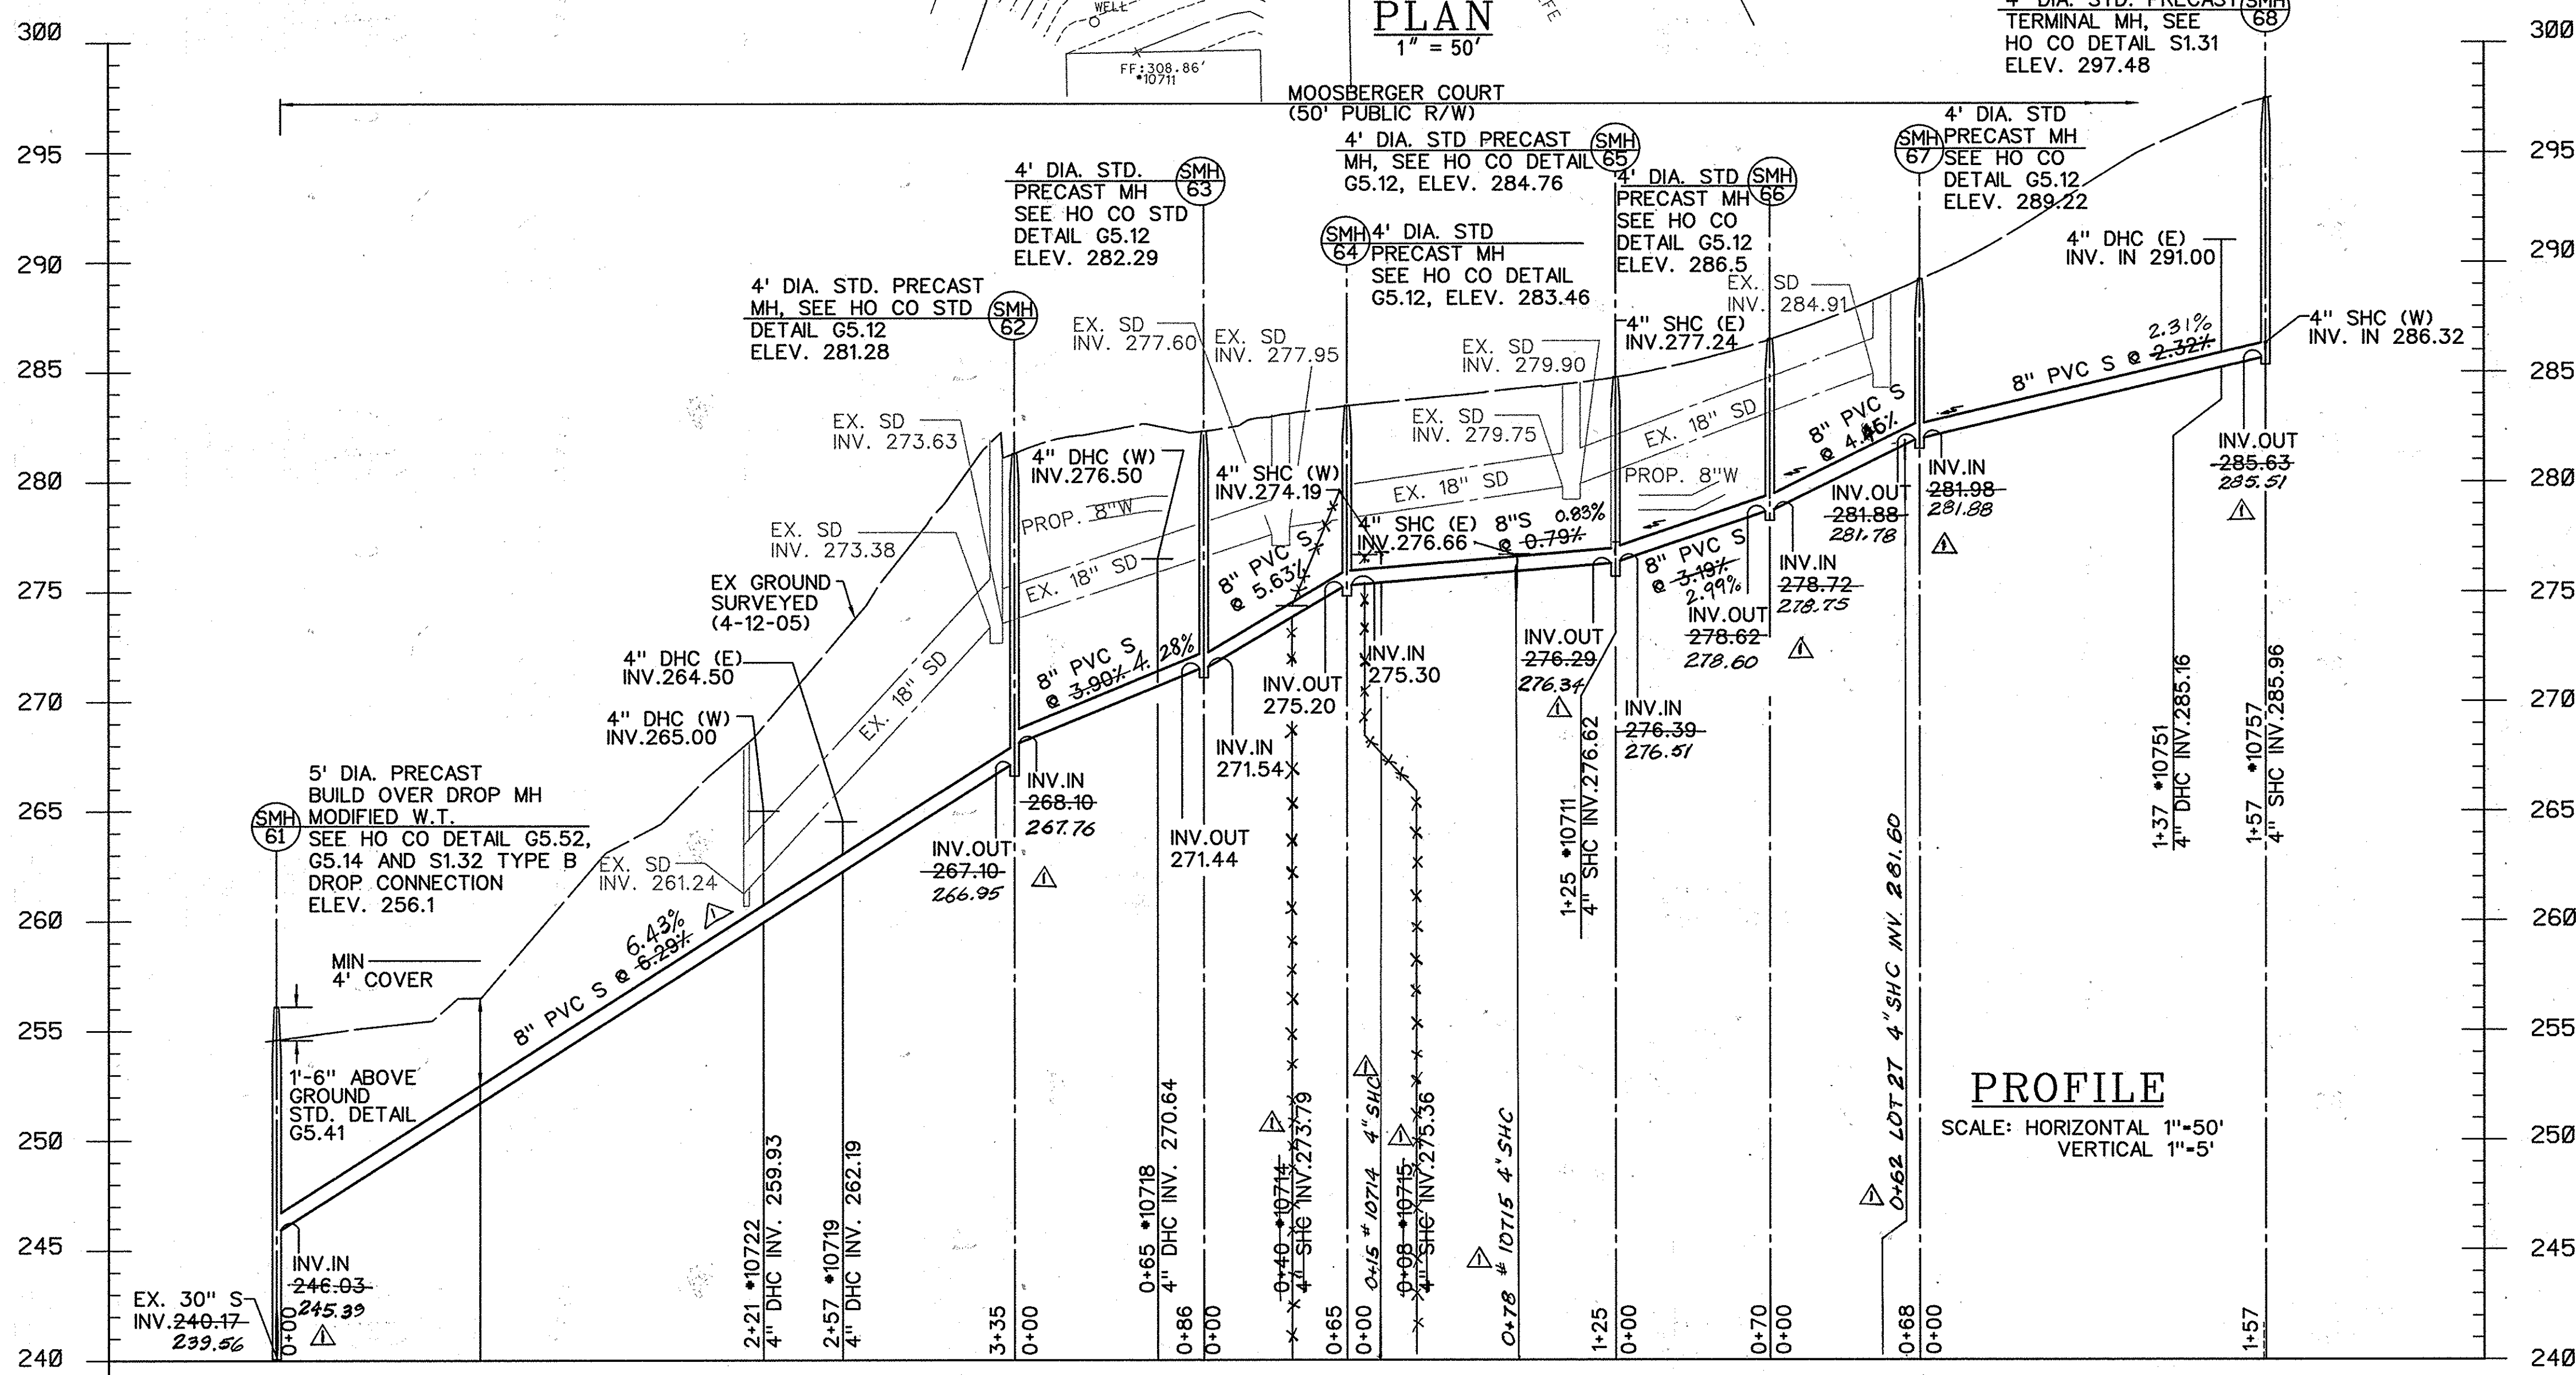 WELL
FF:308.86'
*10711
PLAN
1" = 50'
4' DIA. STD. PRECAST
TERMINAL MH, SEE
HO CO DETAIL S1.31
ELEV. 297.48
SMH
68
MOOSBERGER COURT
(50' PUBLIC R/W)
300
295
290
285
280
275
270
265
260
255
250
245
240
300
295
290
285
280
275
270
265
260
255
250
245
240
SMH
61
5' DIA. PRECAST
BUILD OVER DROP MH
MODIFIED W.T.
SEE HO CO DETAIL G5.52,
G5.14 AND S1.32 TYPE B
DROP CONNECTION
ELEV. 256.1
MIN
4' COVER
1'-6" ABOVE
GROUND
STD. DETAIL
G5.41
INV.IN
246.03
245.39
EX. 30" S
INV. 240.17
239.56
0+00
8" PVC S @ 6.29%
6.43%
4" DHC (W)
INV.265.00
4" DHC (E)
INV.264.50
EX GROUND
SURVEYED
(4-12-05)
EX. SD
INV. 261.24
EX. 18" SD
EX. SD
INV. 273.38
EX. SD
INV. 273.63
2+21 *10722
4" DHC INV. 259.93
2+57 *10719
4" DHC INV. 262.19
4' DIA. STD. PRECAST
MH, SEE HO CO STD
DETAIL G5.12
ELEV. 281.28
SMH
62
INV.OUT
267.10
266.95
INV.IN
268.10
267.76
3+35
0+00
PROP. 8"W
EX. 18" SD
8" PVC S
@ 3.90% 4.28%
4" DHC (W)
INV.276.50
0+65 *10718
4" DHC INV. 270.64
4' DIA. STD.
PRECAST MH
SEE HO CO STD
DETAIL G5.12
ELEV. 282.29
SMH
63
EX. SD
INV. 277.60
EX. SD
INV. 277.95
INV.OUT
271.44
INV.IN
271.54
0+86
0+00
8" PVC S
@ 5.63%
4" SHC (W)
INV.274.19
0+40 *10714
4" SHC INV.273.79
SMH
64
4' DIA. STD
PRECAST MH
SEE HO CO DETAIL
G5.12, ELEV. 283.46
INV.OUT
275.20
INV.IN
275.30
0+65
0+00
0+15 # 10714 4" SHC
0+08 *10715
4" SHC INV.275.36
4" SHC (E)
INV.276.66
8"S
@ 0.79%
0.83%
0+78 # 10715 4" SHC
EX. 18" SD
EX. SD
INV. 279.75
EX. SD
INV. 279.90
4' DIA. STD PRECAST
MH, SEE HO CO DETAIL
G5.12, ELEV. 284.76
SMH
65
4" SHC (E)
INV.277.24
INV.OUT
276.29
276.34
INV.IN
276.39
276.51
1+25 *10711
4" SHC INV.276.62
1+25
0+00
PROP. 8"W
EX. 18" SD
8" PVC S
@ 3.19%
2.99%
4' DIA. STD
PRECAST MH
SEE HO CO
DETAIL G5.12
ELEV. 286.5
SMH
66
EX. SD
INV. 284.91
INV.OUT
278.62
278.60
INV.IN
278.72
278.75
0+70
0+00
8" PVC S
INV.OUT
281.88
281.78
INV.IN
281.98
281.88
0+62 LOT 27 4" SHC INV. 281.60
SMH
67
4' DIA. STD
PRECAST MH
SEE HO CO
DETAIL G5.12
ELEV. 289.22
0+68
0+00
4" DHC (E)
INV. IN 291.00
8" PVC S @ 2.32%
2.31%
4" SHC (W)
INV. IN 286.32
INV.OUT
285.63
285.51
1+37 *10751
4" DHC INV.285.16
1+57 *10757
4" SHC INV.285.96
1+57
PROFILE
SCALE: HORIZONTAL 1"=50'
VERTICAL 1"=5'